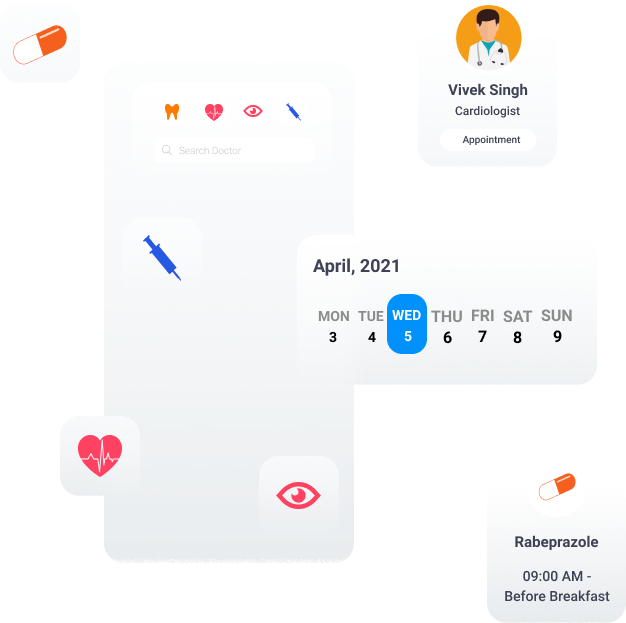 Vivek Singh
Cardiologist
Appointment
Search Doctor
April, 2021
MON TUE WED THU FRI SAT SUN
3 4 5 6 7 8 9
Rabeprazole
09:00 AM -
Before Breakfast